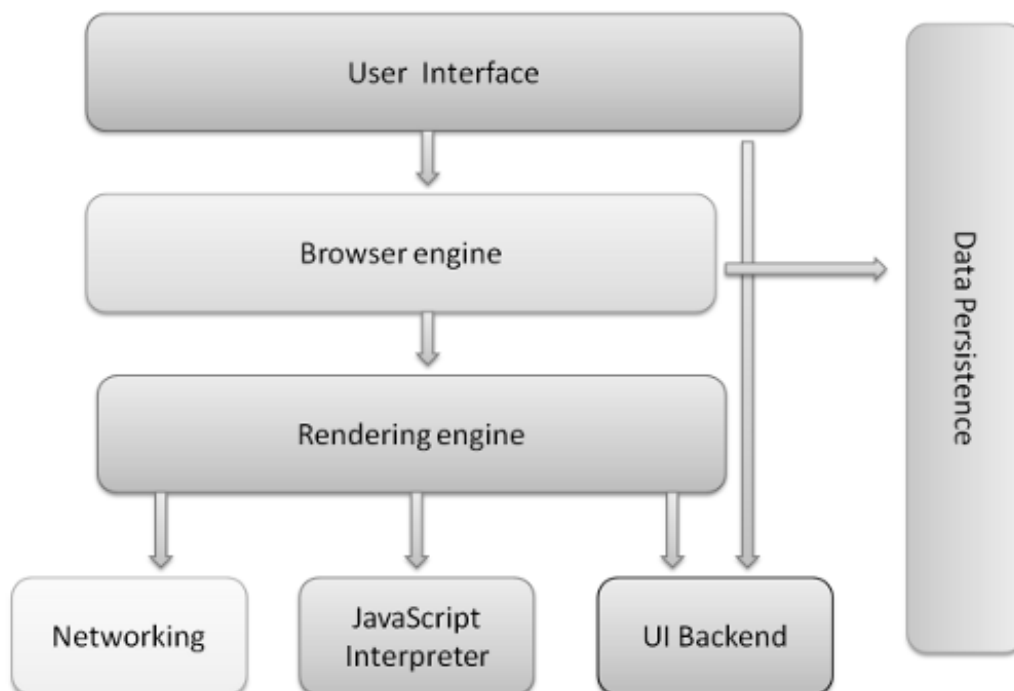 User Interface
Browser engine
Data Persistence
Rendering engine
Networking
JavaScript
Interpreter
UI Backend